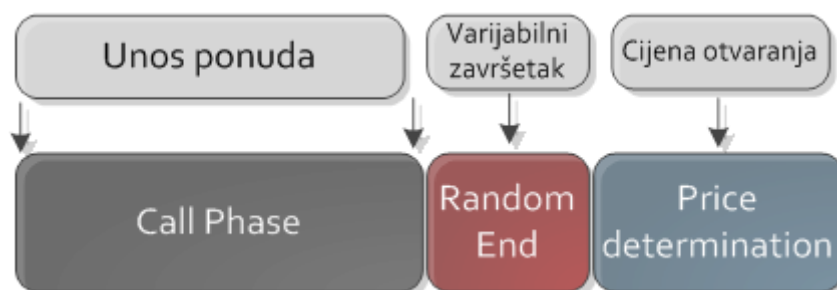 Unos ponuda
Varijabilni
završetak
Cijena otvaranja
Call Phase
Random
End
Price
determination